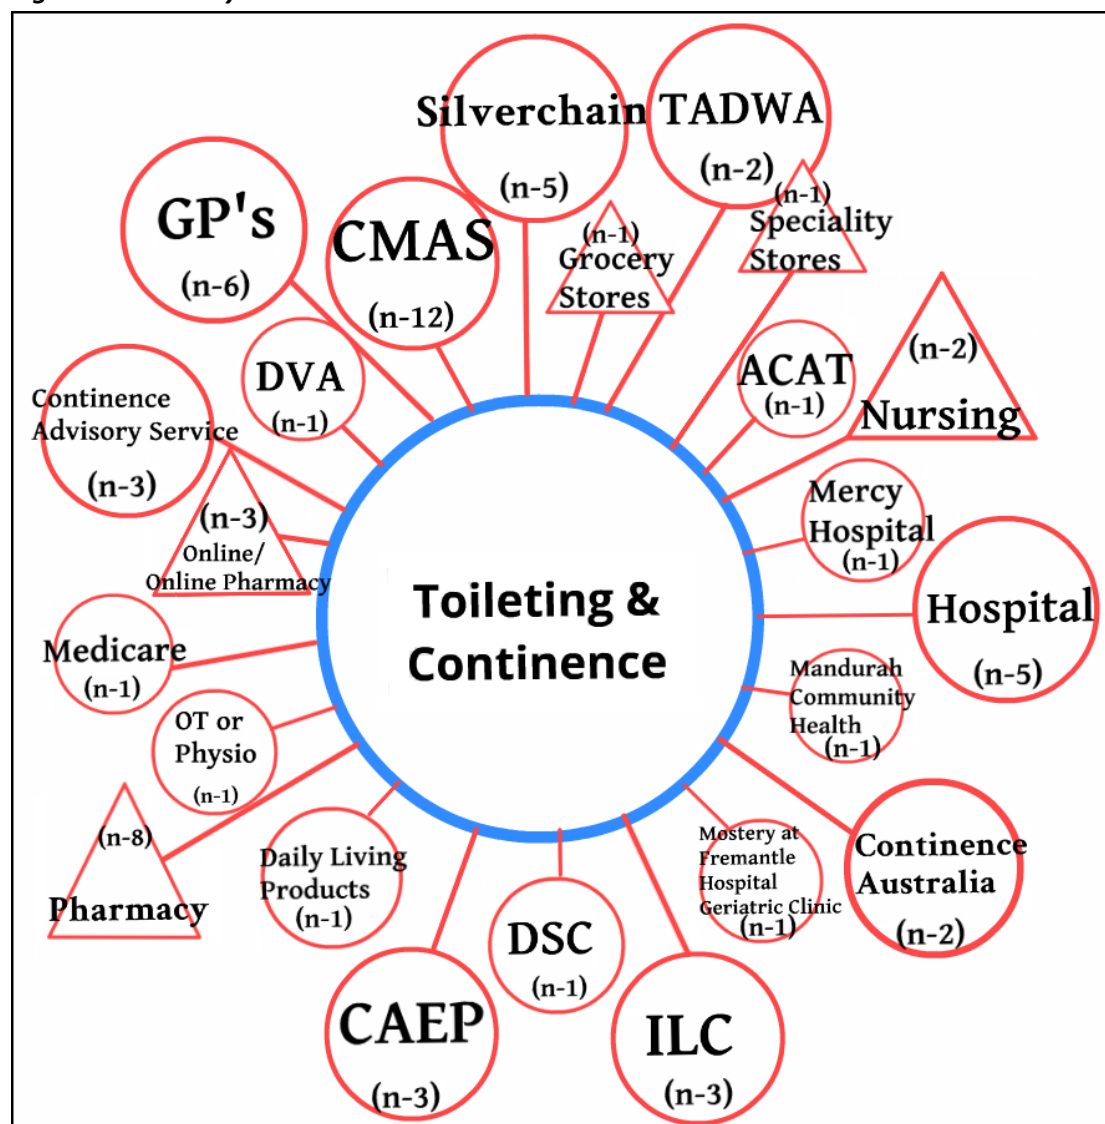 Silverchain
(n-5)
TADWA
(n-2)
(n-1)
Speciality
Stores
GP's
(n-6)
CMAS
(n-12)
(n-1)
Grocery
Stores
DVA
(n-1)
ACAT
(n-1)
(n-2)
Nursing
Continence
Advisory Service
(n-3)
(n-3)
Online/
Online Pharmacy
Mercy
Hospital
(n-1)
Toileting &
Continence
Hospital
(n-5)
Medicare
(n-1)
Mandurah
Community
Health
(n-1)
OT or
Physio
(n-1)
(n-8)
Pharmacy
Daily Living
Products
(n-1)
Mostery at
Fremantle
Hospital
Geriatric Clinic
(n-1)
Continence
Australia
(n-2)
DSC
(n-1)
CAEP
(n-3)
ILC
(n-3)